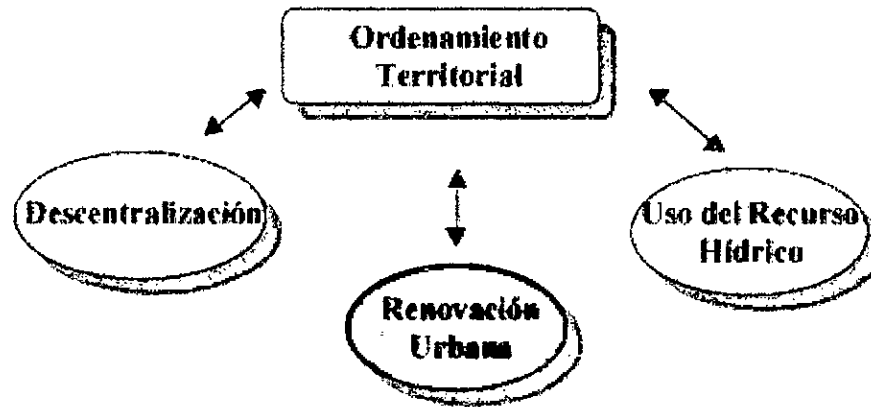 Ordenamiento
Territorial
Descentralización
Uso del Recurso
Hídrico
Renovación
Urbana